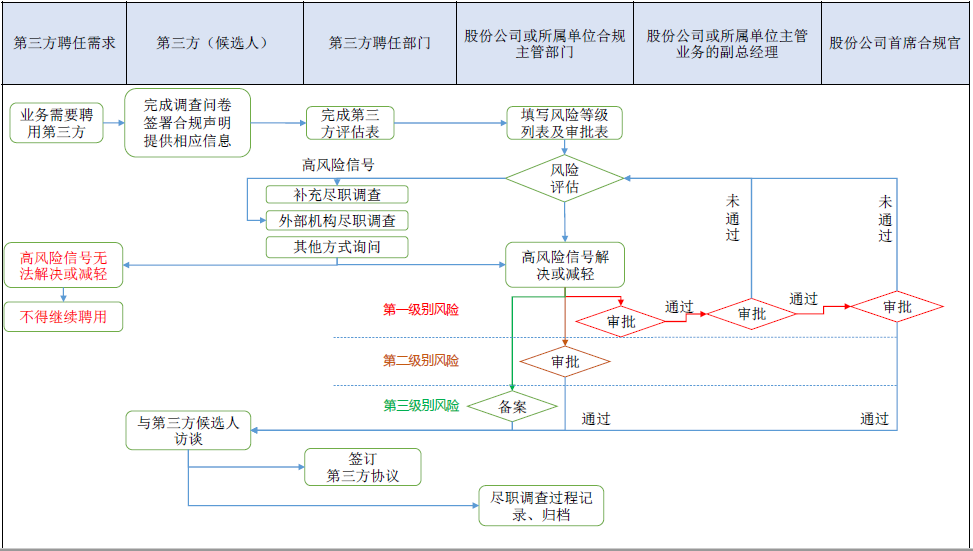 第三方聘任需求
第三方（候选人）
第三方聘任部门
股份公司或所属单位合规
主管部门
股份公司或所属单位主管
业务的副总经理
股份公司首席合规官
业务需要聘
用第三方
完成调查问卷
签署合规声明
提供相应信息
完成第三
方评估表
填写风险等级
列表及审批表
高风险信号
风险
评估
补充尽职调查
外部机构尽职调查
其他方式询问
未
通
过
未
通
过
高风险信号无
法解决或减轻
高风险信号解
决或减轻
不得继续聘用
第一级别风险
审批
通过
审批
通过
审批
第二级别风险
审批
第三级别风险
备案
通过
通过
与第三方候选人
访谈
签订
第三方协议
尽职调查过程记
录、归档